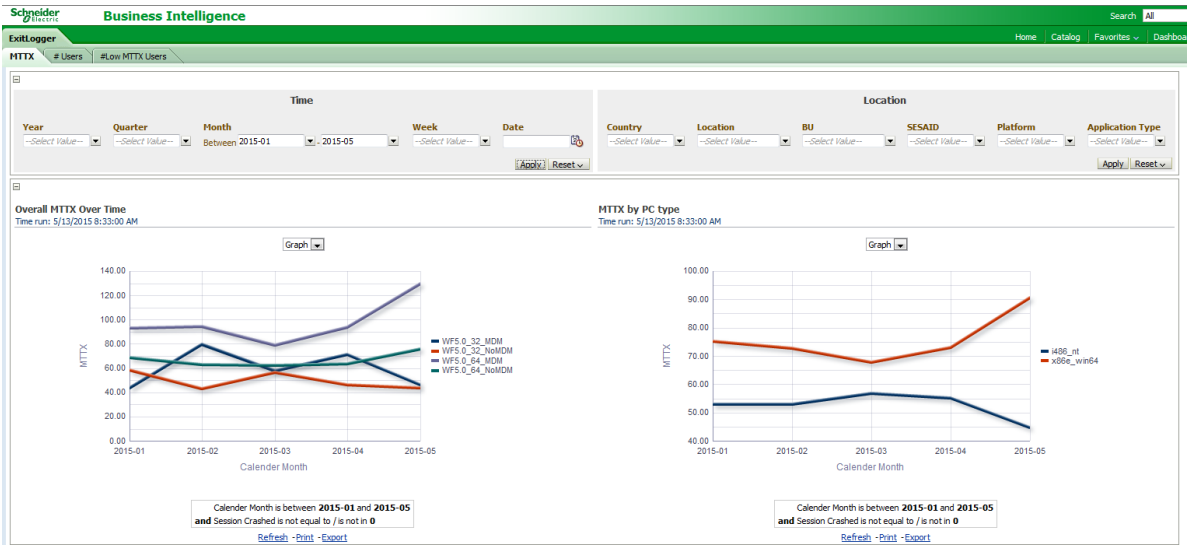 Schneider Electric
Business Intelligence
Search All
ExitLogger
Home Catalog Favorites Dashboa
MTTX # Users #Low MTTX Users
Time
Year Quarter Month Week Date
--Select Value-- --Select Value-- Between 2015-01 - 2015-05 --Select Value--
Apply Reset
Location
Country Location BU SESAID Platform Application Type
--Select Value-- --Select Value-- --Select Value-- --Select Value-- --Select Value-- --Select Value--
Apply Reset
Overall MTTX Over Time
Time run: 5/13/2015 8:33:00 AM
Graph
140.00
120.00
100.00
80.00
60.00
40.00
20.00
0.00
MTTX
2015-01 2015-02 2015-03 2015-04 2015-05
Calender Month
WF5.0_32_MDM
WF5.0_32_NoMDM
WF5.0_64_MDM
WF5.0_64_NoMDM
Calender Month is between 2015-01 and 2015-05
and Session Crashed is not equal to / is not in 0
Refresh - Print - Export
MTTX by PC type
Time run: 5/13/2015 8:33:00 AM
Graph
100.00
90.00
80.00
70.00
60.00
50.00
40.00
MTTX
2015-01 2015-02 2015-03 2015-04 2015-05
Calender Month
i486_nt
x86e_win64
Calender Month is between 2015-01 and 2015-05
and Session Crashed is not equal to / is not in 0
Refresh - Print - Export